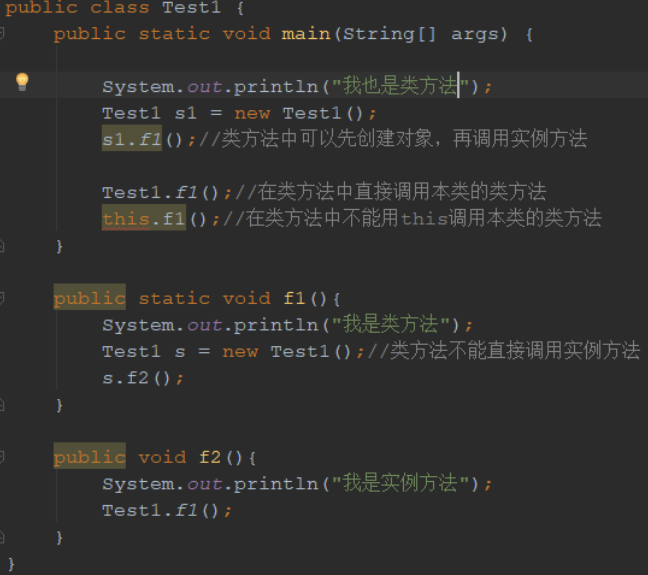 public class Test1 {
public static void main(String[] args) {
System.out.println("我也是类方法");
Test1 s1 = new Test1();
s1.f1();//类方法中可以先创建对象，再调用实例方法
Test1.f1();//在类方法中直接调用本类的类方法
this.f1();//在类方法中不能用this调用本类的类方法
}
public static void f1(){
System.out.println("我是类方法");
Test1 s = new Test1();//类方法不能直接调用实例方法
s.f2();
}
public void f2(){
System.out.println("我是实例方法");
Test1.f1();
}
}